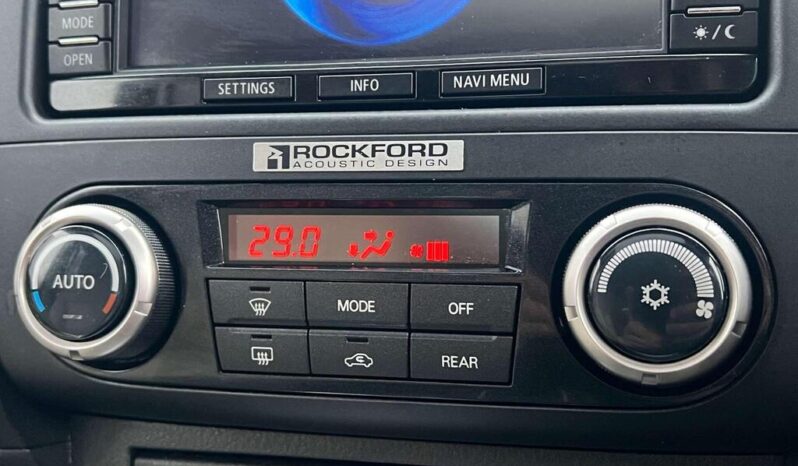 MODE
OPEN
SETTINGS
INFO
NAVI MENU
ROCKFORD
ACOUSTIC DESIGN
29.0
AUTO
MODE
OFF
REAR